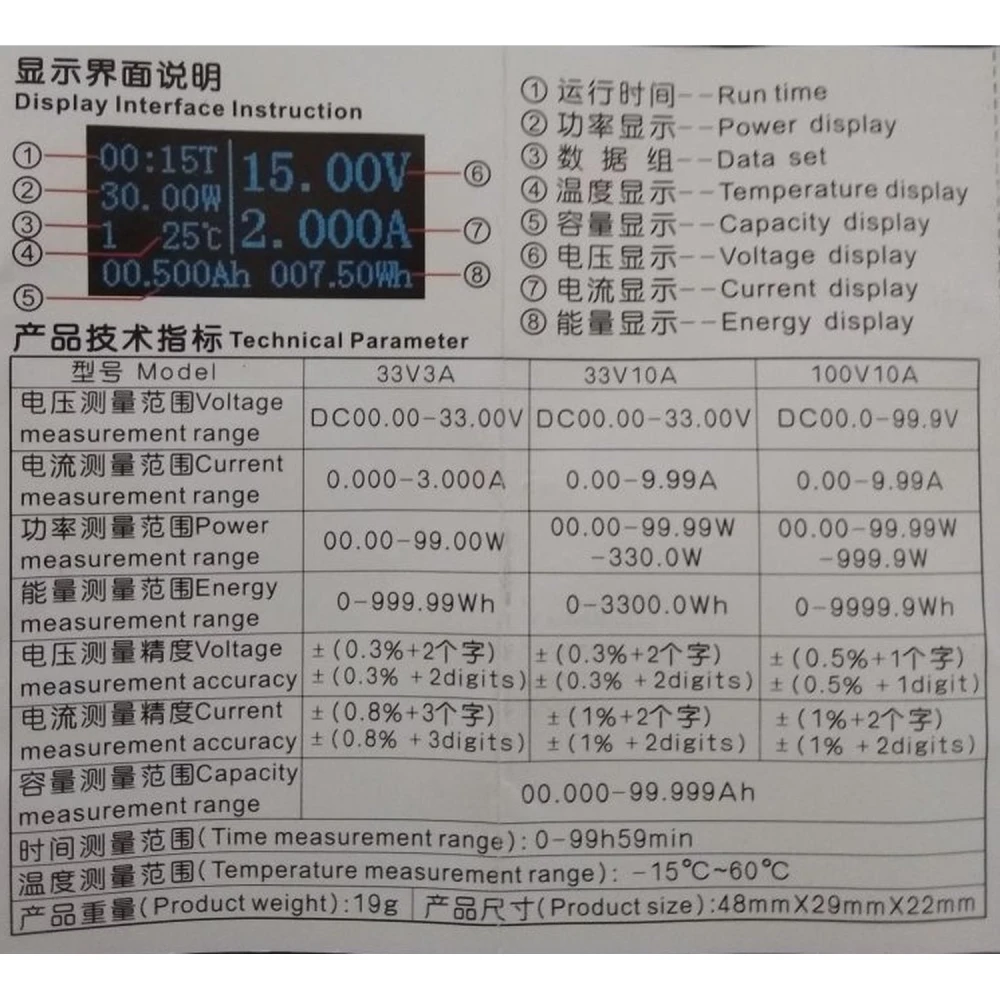 显示界面说明
Display Interface Instruction
① 00:15T 15.00V ⑥
② 30.00W
③ 1 25℃ 2.000A ⑦
④
00.500Ah 007.50Wh ⑧
⑤
① 运行时间--Run time
② 功率显示--Power display
③ 数据组--Data set
④ 温度显示--Temperature display
⑤ 容量显示--Capacity display
⑥ 电压显示--Voltage display
⑦ 电流显示--Current display
⑧ 能量显示--Energy display
产品技术指标 Technical Parameter
型号 Model 33V3A 33V10A 100V10A
电压测量范围Voltage
measurement range DC00.00-33.00V DC00.00-33.00V DC00.0-99.9V
电流测量范围Current
measurement range 0.000-3.000A 0.00-9.99A 0.00-9.99A
功率测量范围Power 00.00-99.99W 00.00-99.99W
measurement range 00.00-99.00W -330.0W -999.9W
能量测量范围Energy
measurement range 0-999.99Wh 0-3300.0Wh 0-9999.9Wh
电压测量精度Voltage ±(0.3%+2个字) ±(0.3%+2个字) ±(0.5%+1个字)
measurement accuracy ±(0.3% +2digits) ±(0.3% +2digits) ±(0.5% +1digit)
电流测量精度Current ±(0.8%+3个字) ±(1%+2个字) ±(1%+2个字)
measurement accuracy ±(0.8% +3digits) ±(1% +2digits) ±(1% +2digits)
容量测量范围Capacity
measurement range 00.000-99.999Ah
时间测量范围(Time measurement range): 0-99h59min
温度测量范围(Temperature measurement range): -15℃~60℃
产品重量(Product weight):19g 产品尺寸(Product size):48mmX29mmX22mm